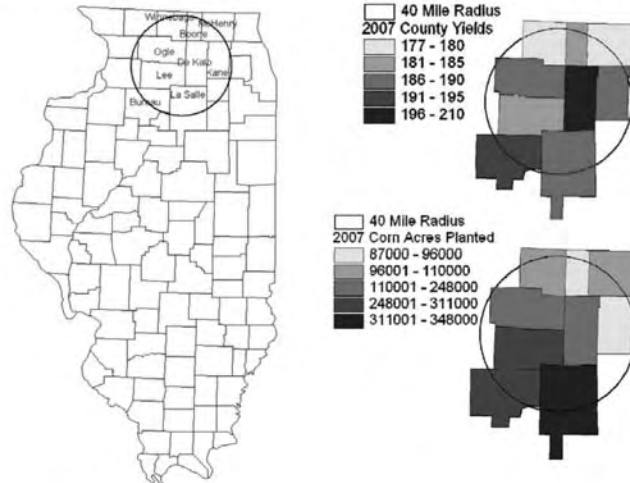 Winnebago
McHenry
Boone
Ogle
De Kalb
Lee
Kane
La Salle
Bureau
40 Mile Radius
2007 County Yields
177 - 180
181 - 185
186 - 190
191 - 195
196 - 210
40 Mile Radius
2007 Corn Acres Planted
87000 - 96000
96001 - 110000
110001 - 248000
248001 - 311000
311001 - 348000